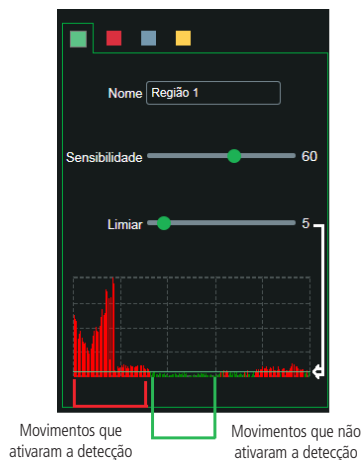 Nome Região 1
Sensibilidade 60
Limiar 5
Movimentos que
ativaram a detecção
Movimentos que não
ativaram a detecção